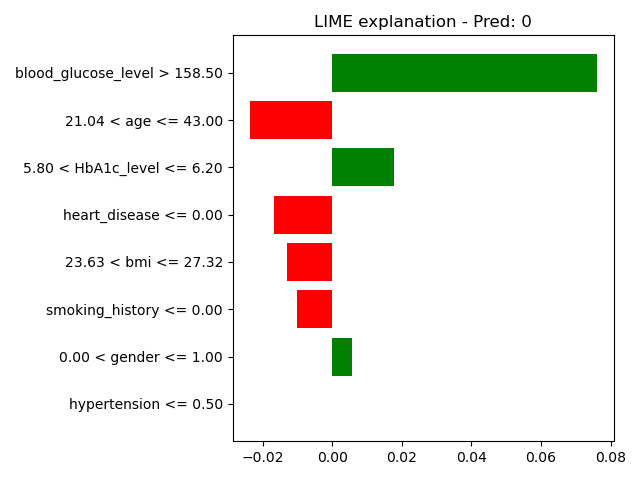 LIME explanation - Pred: 0
blood_glucose_level > 158.50
21.04 < age <= 43.00
5.80 < HbA1c_level <= 6.20
heart_disease <= 0.00
23.63 < bmi <= 27.32
smoking_history <= 0.00
0.00 < gender <= 1.00
hypertension <= 0.50
−0.02 0.00 0.02 0.04 0.06 0.08